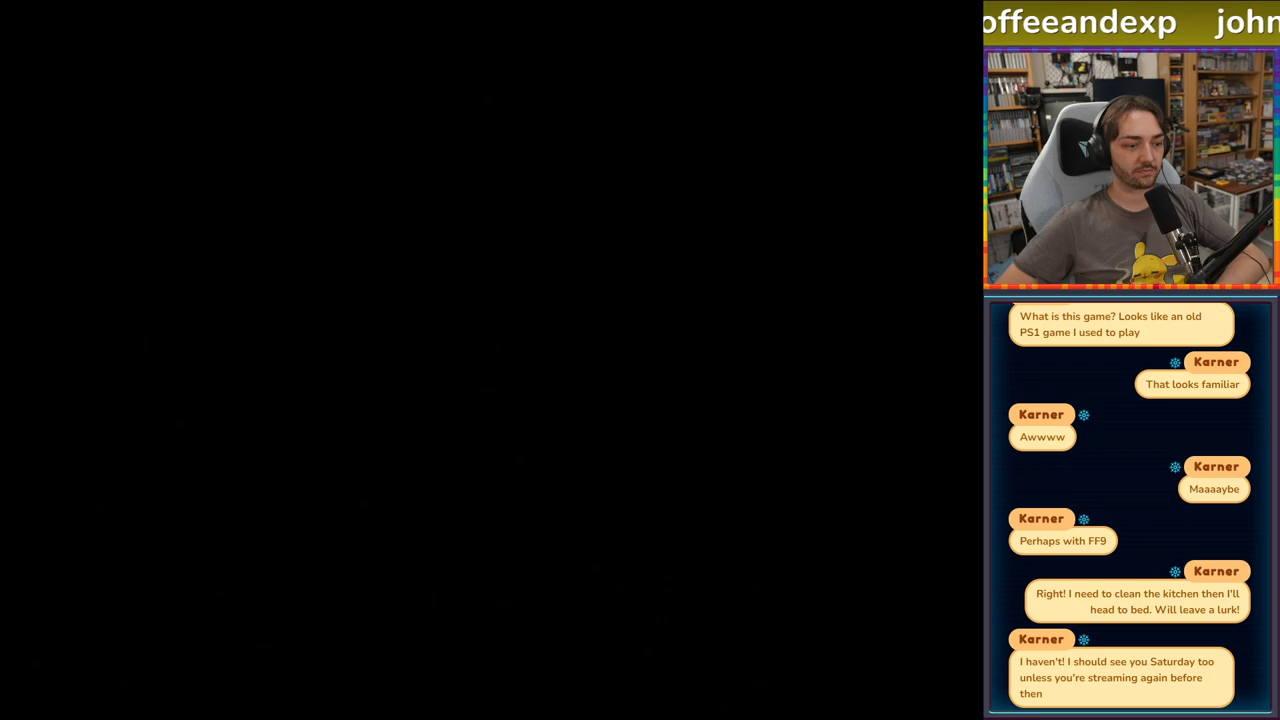 offeeandexp john
What is this game? Looks like an old
PS1 game I used to play
Karner
That looks familiar
Karner
Awwww
Karner
Maaaaybe
Karner
Perhaps with FF9
Karner
Right! I need to clean the kitchen then I'll
head to bed. Will leave a lurk!
Karner
I haven't! I should see you Saturday too
unless you're streaming again before
then